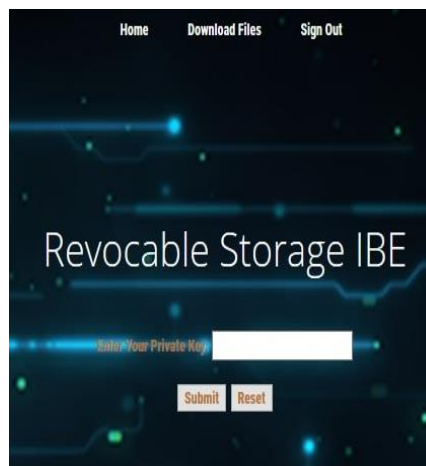 Home Download Files Sign Out
Revocable Storage IBE
Enter Your Private Key
Submit Reset